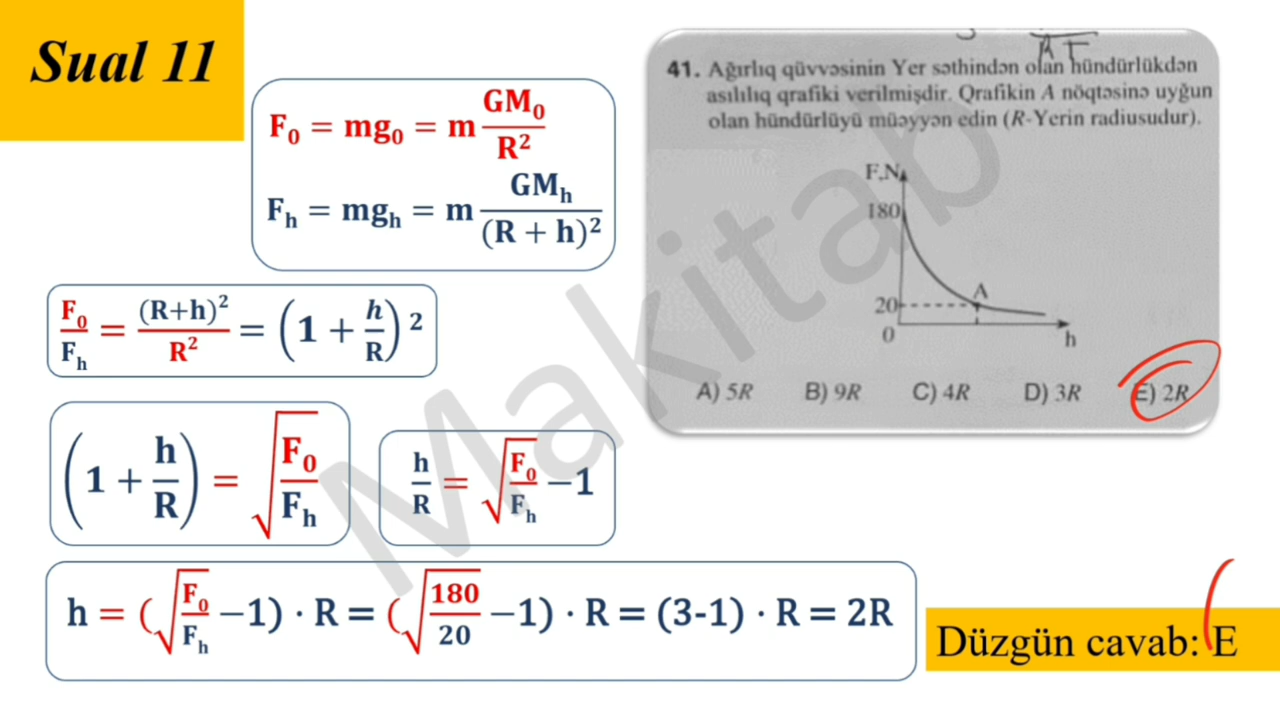 Sual 11
F₀ = mg₀ = m GM₀/R²
Fₕ = mgₕ = m GMₕ/(R + h)²
F₀/Fₕ = (R+h)²/R² = (1 + h/R)²
(1 + h/R) = √(F₀/Fₕ)
h/R = √(F₀/Fₕ) −1
h = (√(F₀/Fₕ) −1) · R = (√(180/20) −1) · R = (3-1) · R = 2R
41. Ağırlıq qüvvəsinin Yer səthindən olan hündürlükdən
asılılıq qrafiki verilmişdir. Qrafikin A nöqtəsinə uyğun
olan hündürlüyü müəyyən edin (R-Yerin radiusudur).
F,N
180
A
20
0
h
A) 5R B) 9R C) 4R D) 3R E) 2R
Düzgün cavab: E
Makitab